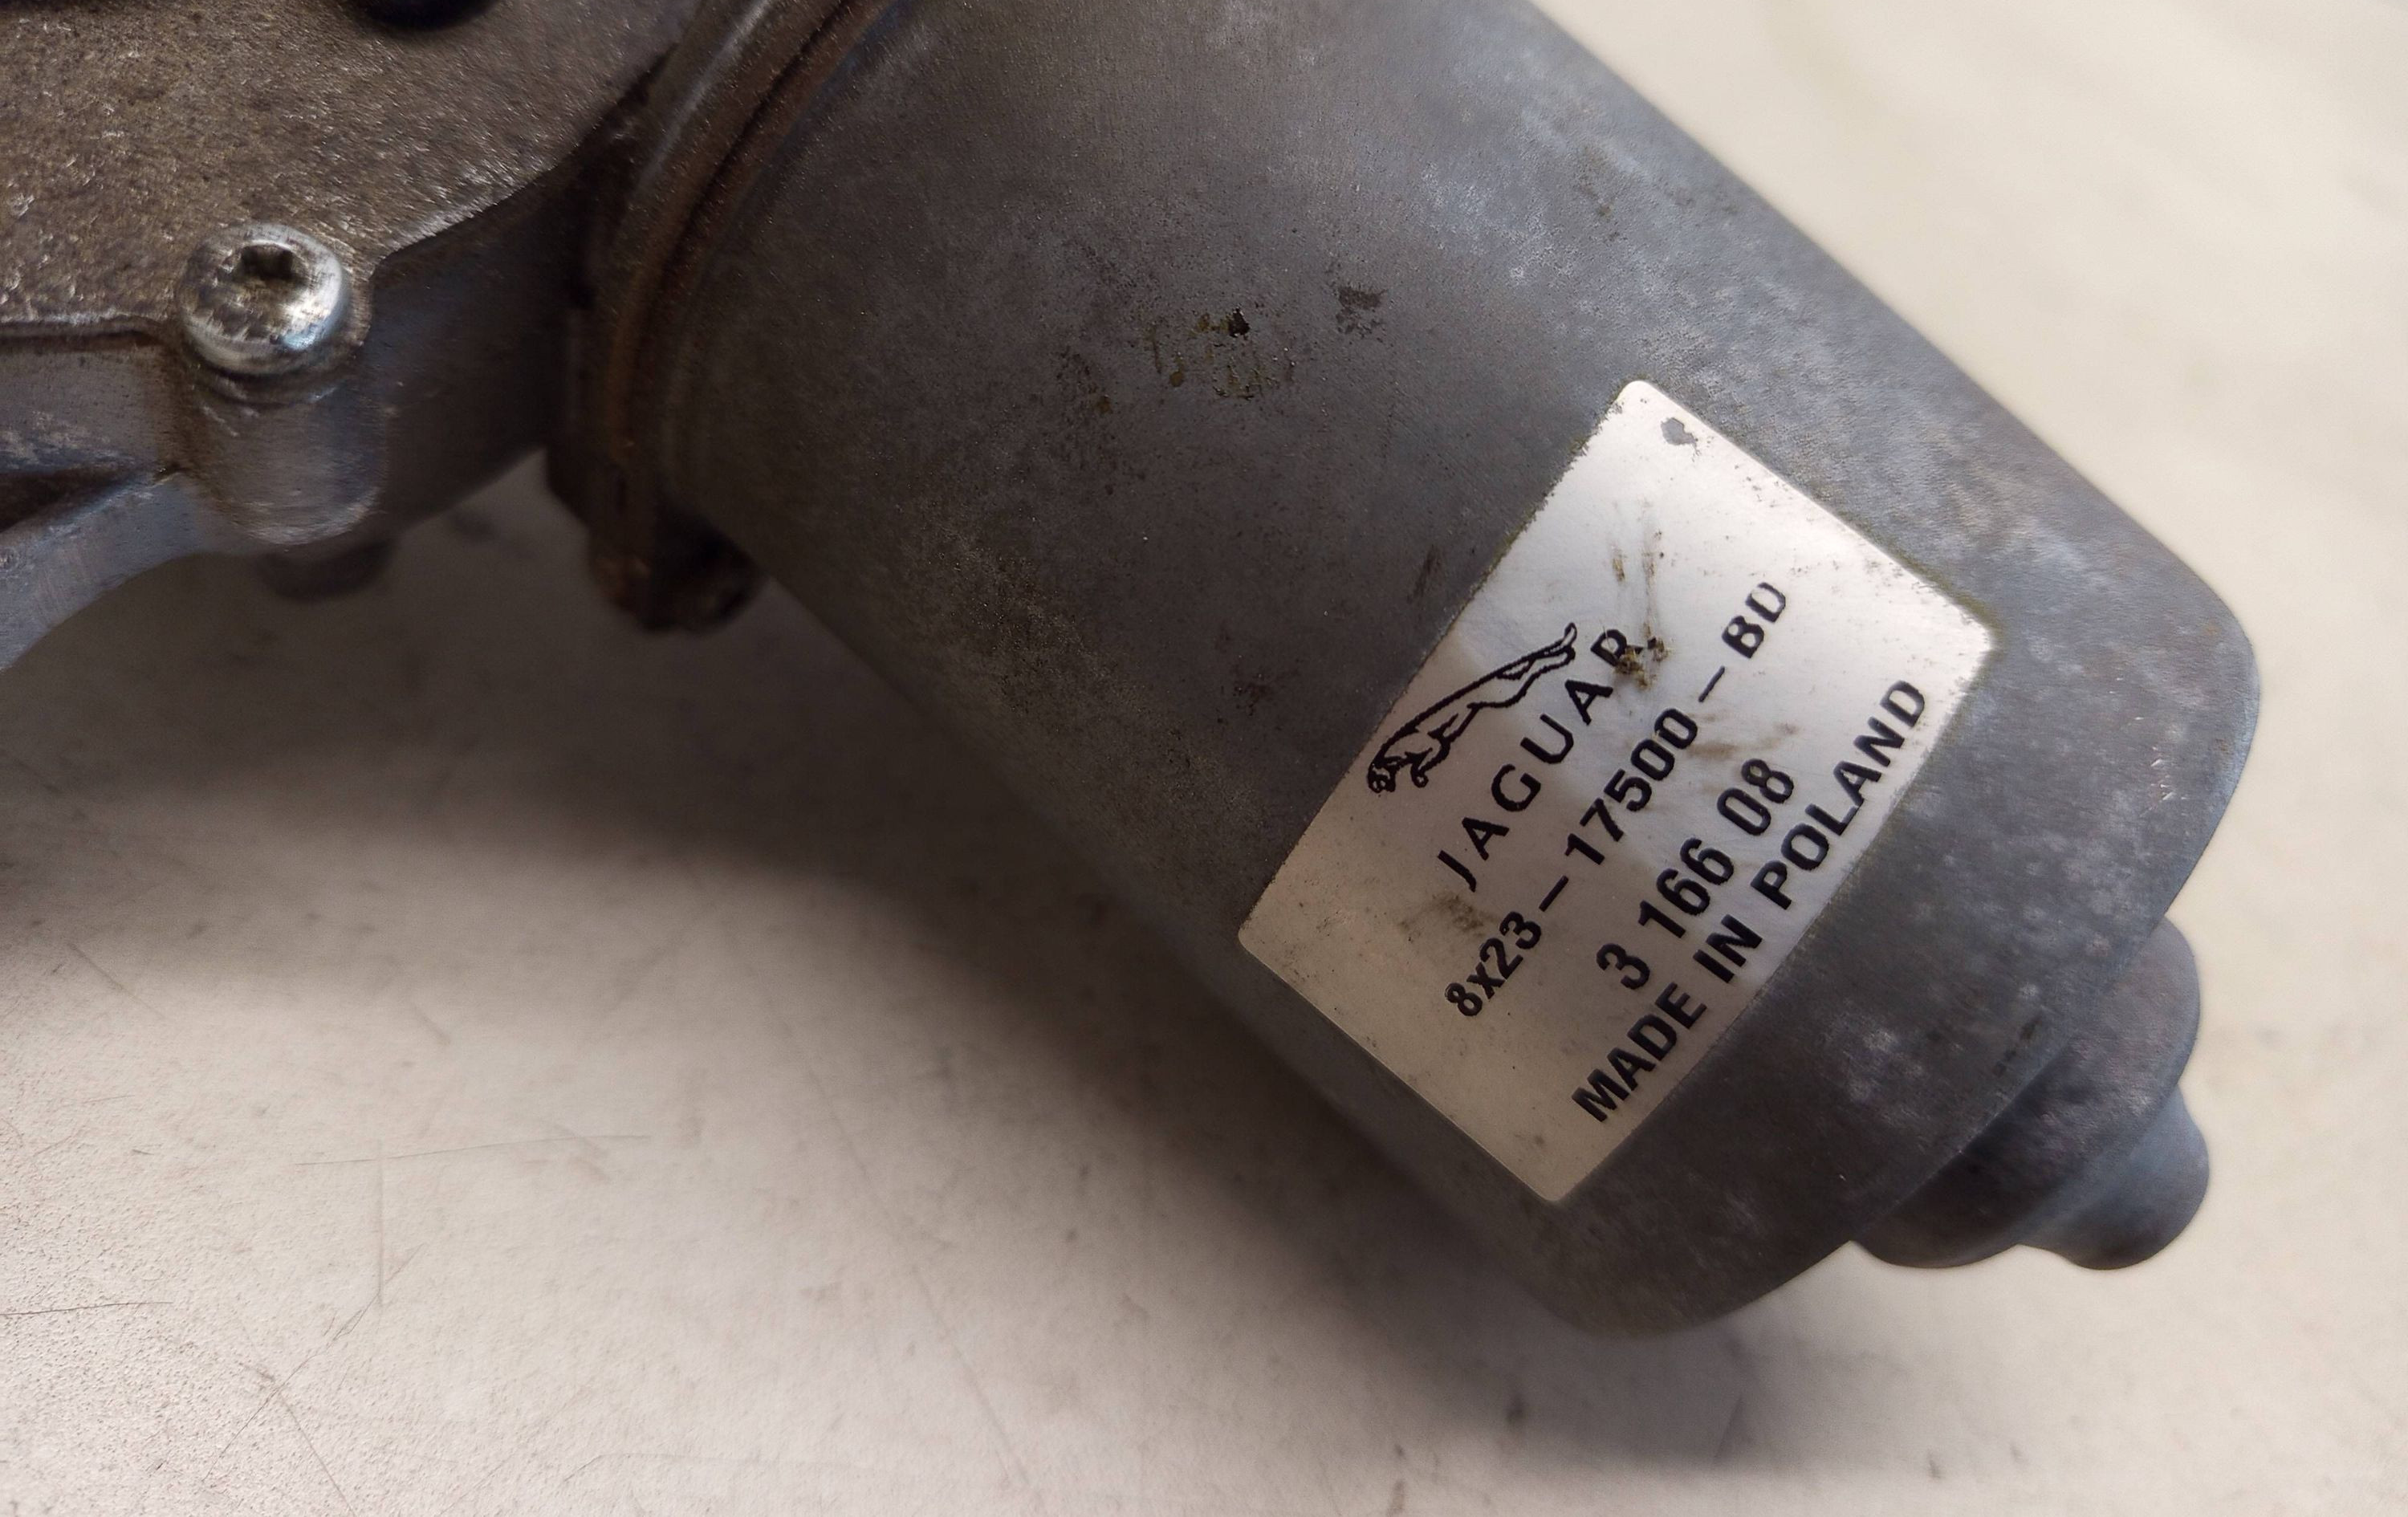 JAGUAR
8x23-17500-BD
3 166 08
MADE IN POLAND